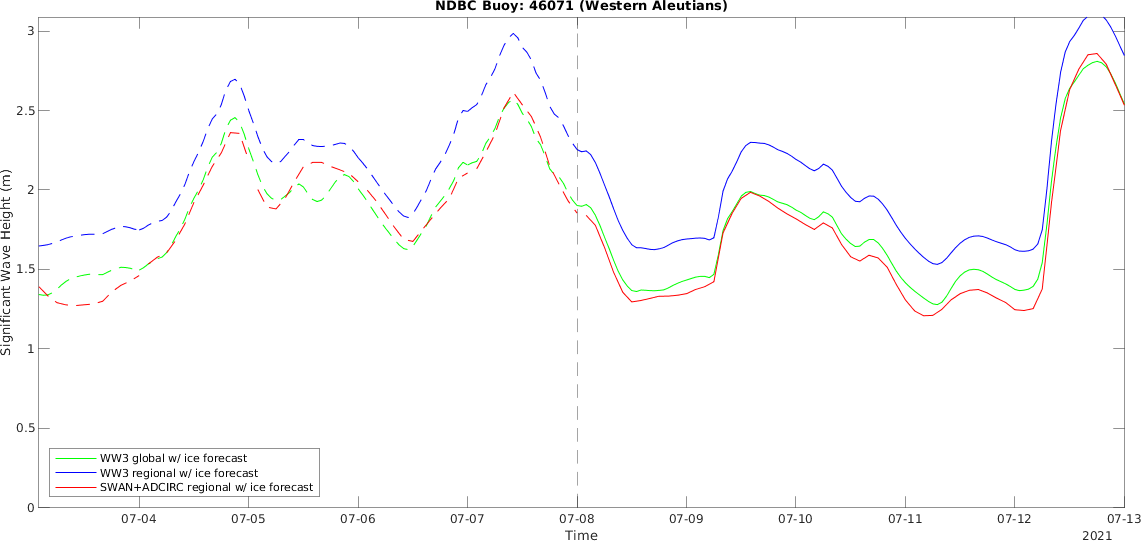 NDBC Buoy: 46071 (Western Aleutians)
3
2.5
2
1.5
1
0.5
0
Significant Wave Height (m)
WW3 global w/ ice forecast
WW3 regional w/ ice forecast
SWAN+ADCIRC regional w/ ice forecast
07-04 07-05 07-06 07-07 07-08 07-09 07-10 07-11 07-12 07-13
Time
2021